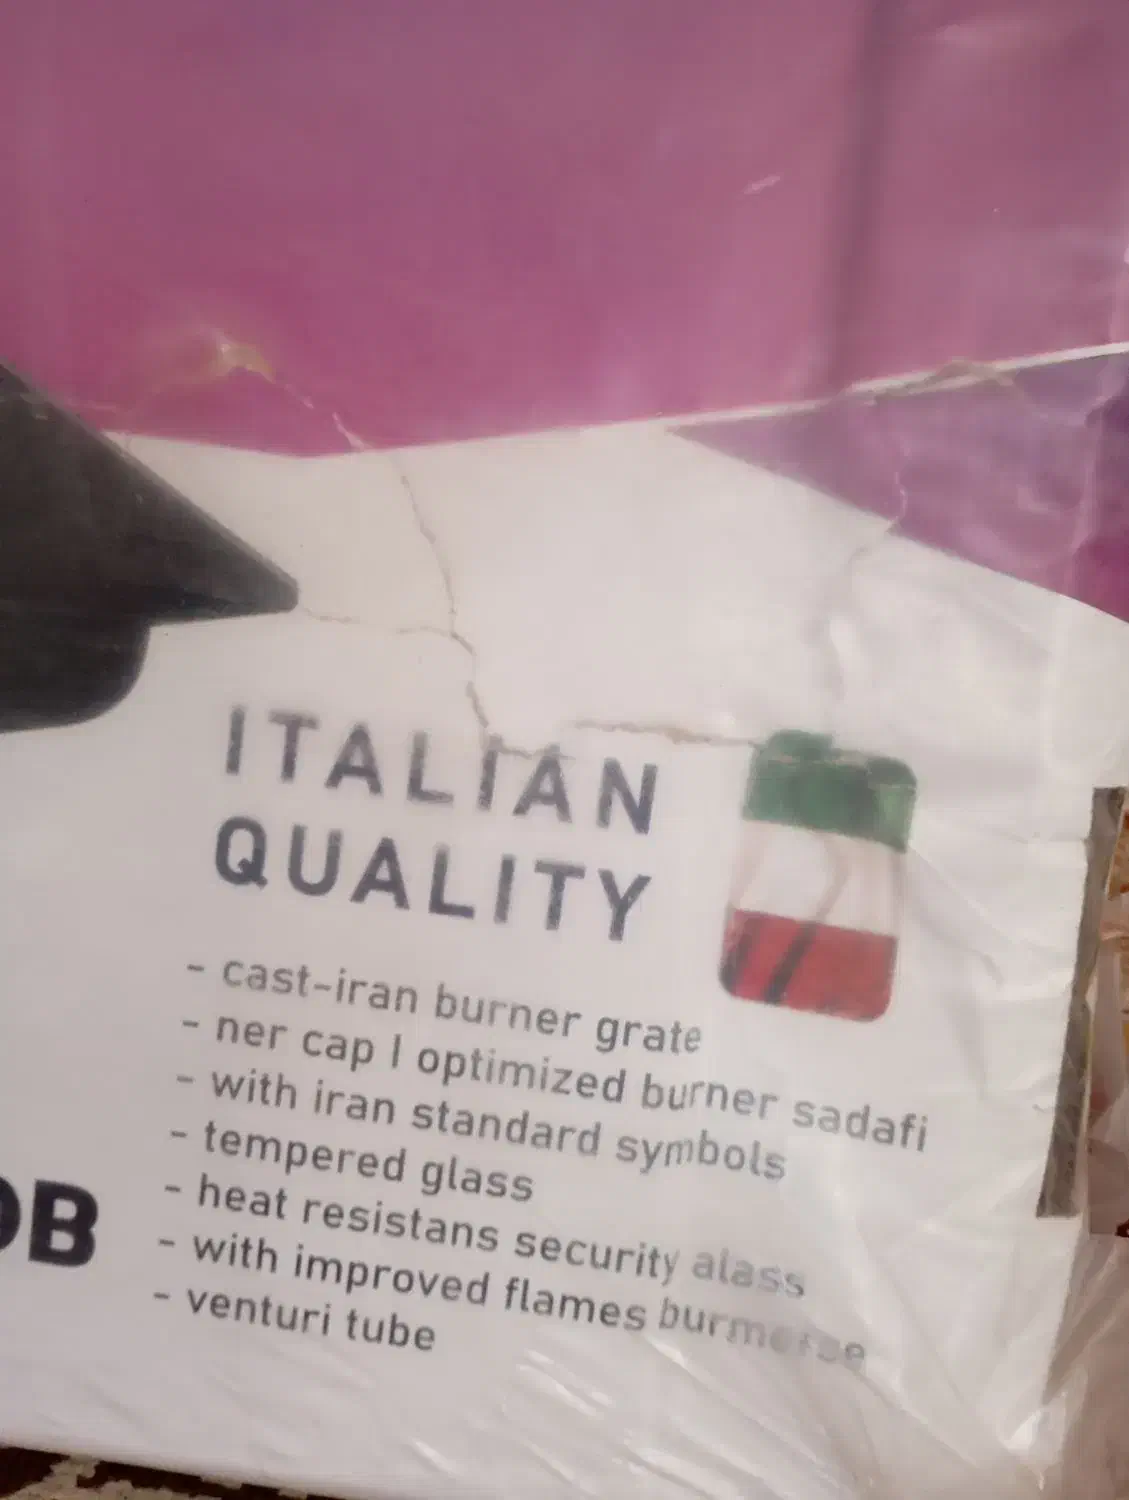 ITALIAN
QUALITY
- cast-iran burner grate
- ner cap I optimized burner sadafi
- with iran standard symbols
- tempered glass
- heat resistans security alass
- with improved flames
- venturi tube
OB